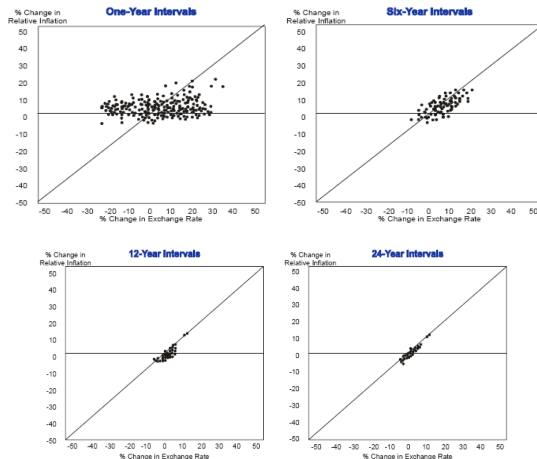 One-Year Intervals
% Change in
Relative Inflation
50
40
30
20
10
0
-10
-20
-30
-40
-50
-50 -40 -30 -20 -10 0 10 20 30 40 50
% Change in Exchange Rate
Six-Year Intervals
% Change in
Relative Inflation
50
40
30
20
10
0
-10
-20
-30
-40
-50
-50 -40 -30 -20 -10 0 10 20 30 40 50
% Change in Exchange Rate
12-Year Intervals
% Change in
Relative Inflation
50
40
30
20
10
0
-10
-20
-30
-40
-50
-50 -40 -30 -20 -10 0 10 20 30 40 50
% Change in Exchange Rate
24-Year Intervals
% Change in
Relative Inflation
50
40
30
20
10
0
-10
-20
-30
-40
-50
-50 -40 -30 -20 -10 0 10 20 30 40 50
% Change in Exchange Rate